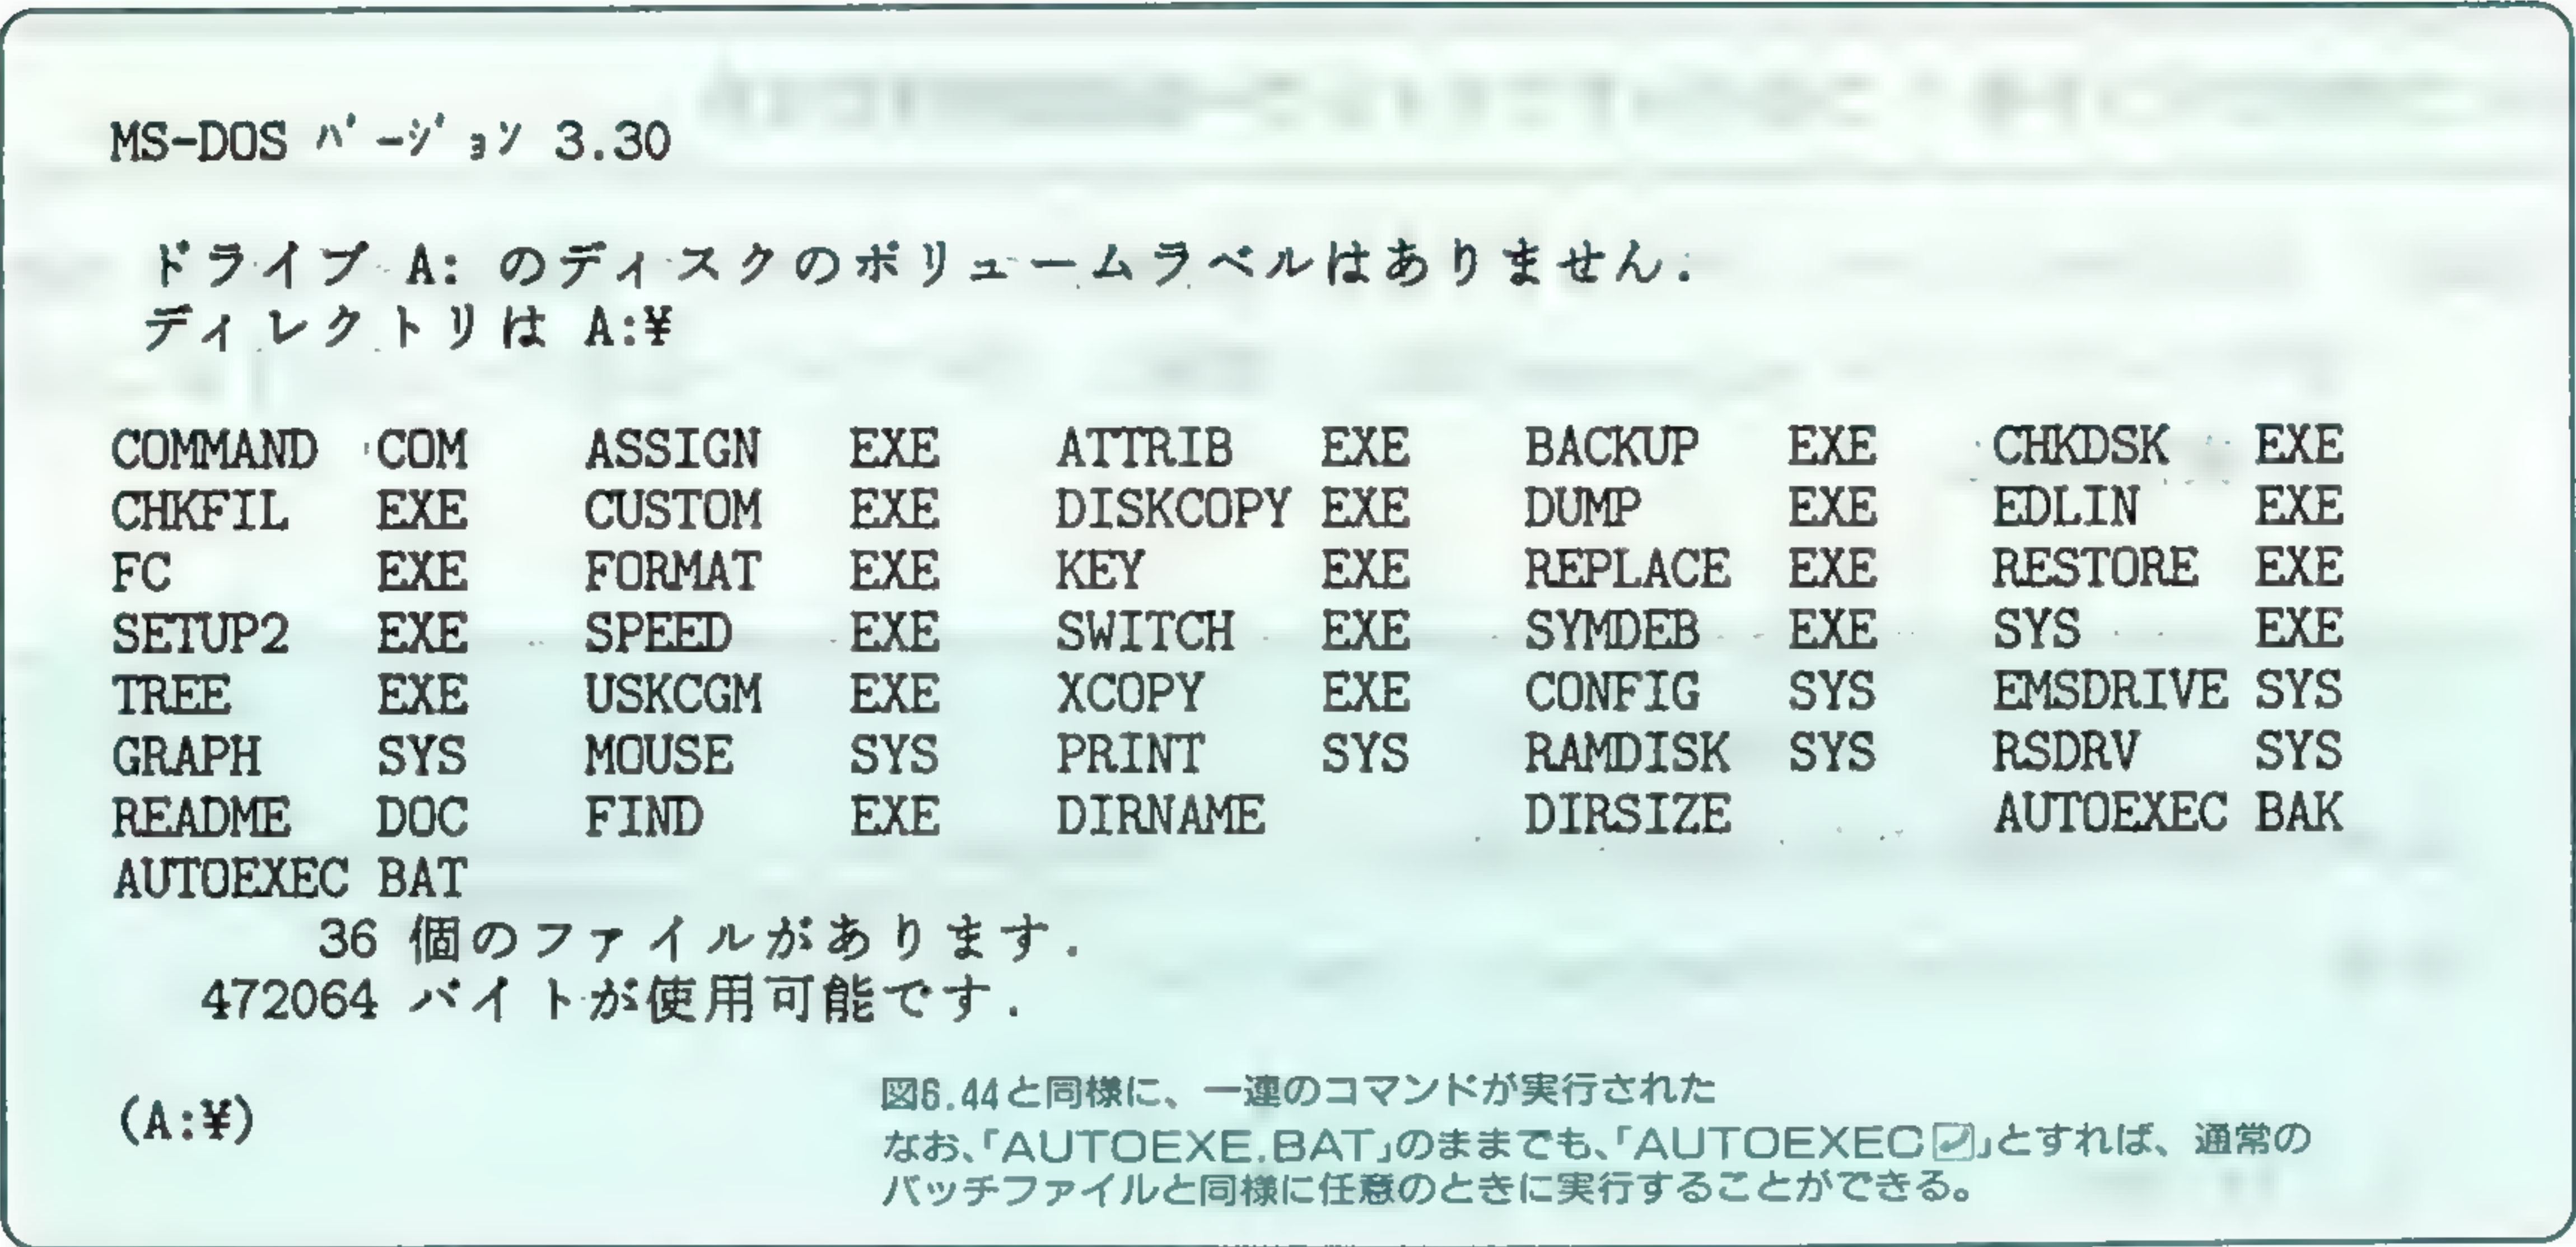 MS-DOS ﾊﾞｰｼﾞｮﾝ 3.30
ドライブ A: のディスクのボリュームラベルはありません.
ディレクトリは A:¥
COMMAND COM ASSIGN EXE ATTRIB EXE BACKUP EXE CHKDSK EXE
CHKFIL EXE CUSTOM EXE DISKCOPY EXE DUMP EXE EDLIN EXE
FC EXE FORMAT EXE KEY EXE REPLACE EXE RESTORE EXE
SETUP2 EXE SPEED EXE SWITCH EXE SYMDEB EXE SYS EXE
TREE EXE USKCGM EXE XCOPY EXE CONFIG SYS EMSDRIVE SYS
GRAPH SYS MOUSE SYS PRINT SYS RAMDISK SYS RSDRV SYS
README DOC FIND EXE DIRNAME DIRSIZE AUTOEXEC BAK
AUTOEXEC BAT
36 個のファイルがあります.
472064 バイトが使用可能です.
(A:¥)
図6.44と同様に、一連のコマンドが実行された
なお、「AUTOEXE.BAT」のままでも、「AUTOEXEC↵」とすれば、通常の
バッチファイルと同様に任意のときに実行することができる。